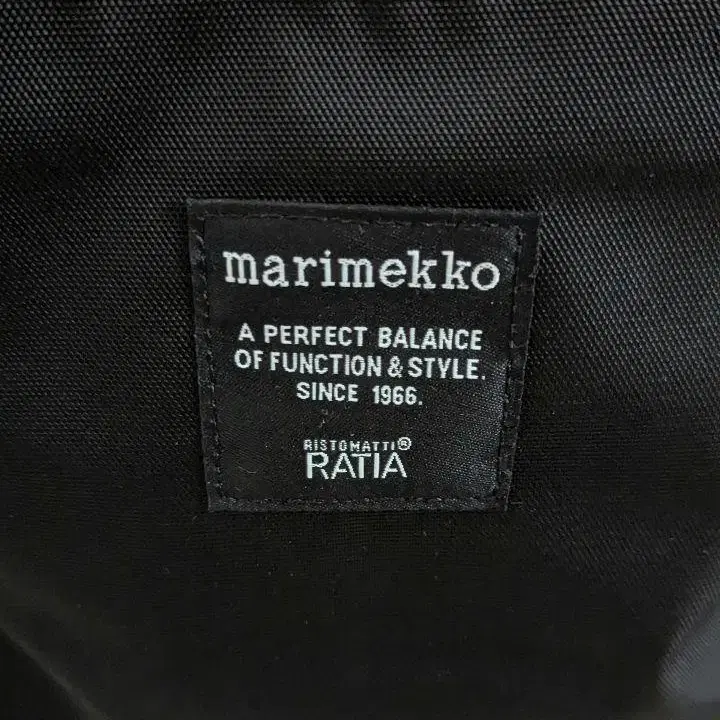 marimekko
A PERFECT BALANCE
OF FUNCTION & STYLE.
SINCE 1966.
RISTOMATTI®
RATIA